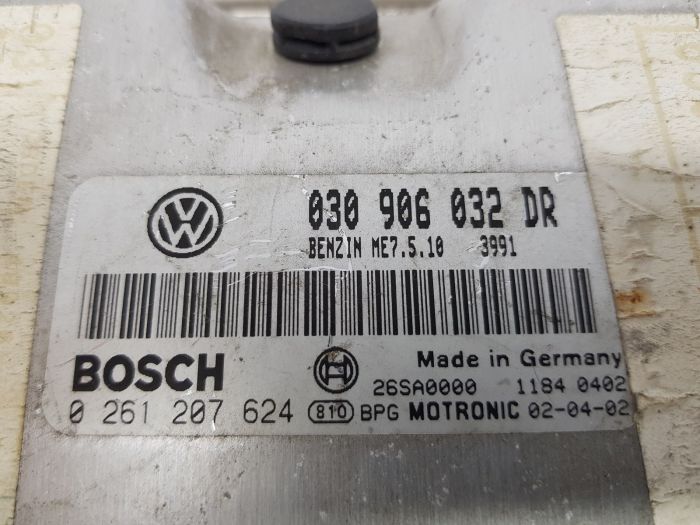 030 906 032 DR
BENZIN ME7.5.10 3991
BOSCH
Made in Germany
26SA0000 1184 0402
0 261 207 624 810 BPG MOTRONIC 02-04-02